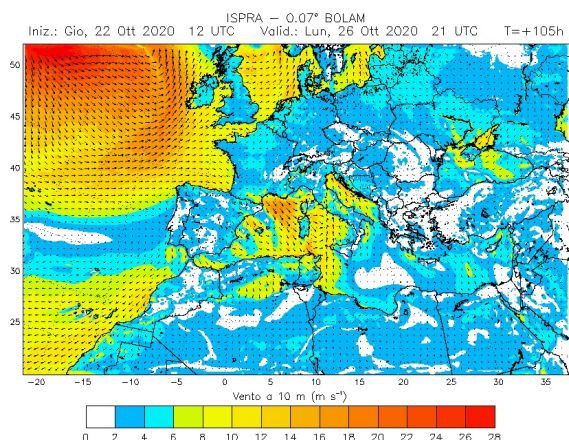 ISPRA – 0.07° BOLAM
Iniz.: Gio, 22 Ott 2020 12 UTC Valid.: Lun, 26 Ott 2020 21 UTC T=+105h
50
45
40
35
30
25
−20 −15 −10 −5 0 5 10 15 20 25 30 35
Vento a 10 m (m s⁻¹)
0 2 4 6 8 10 12 14 16 18 20 22 24 26 28